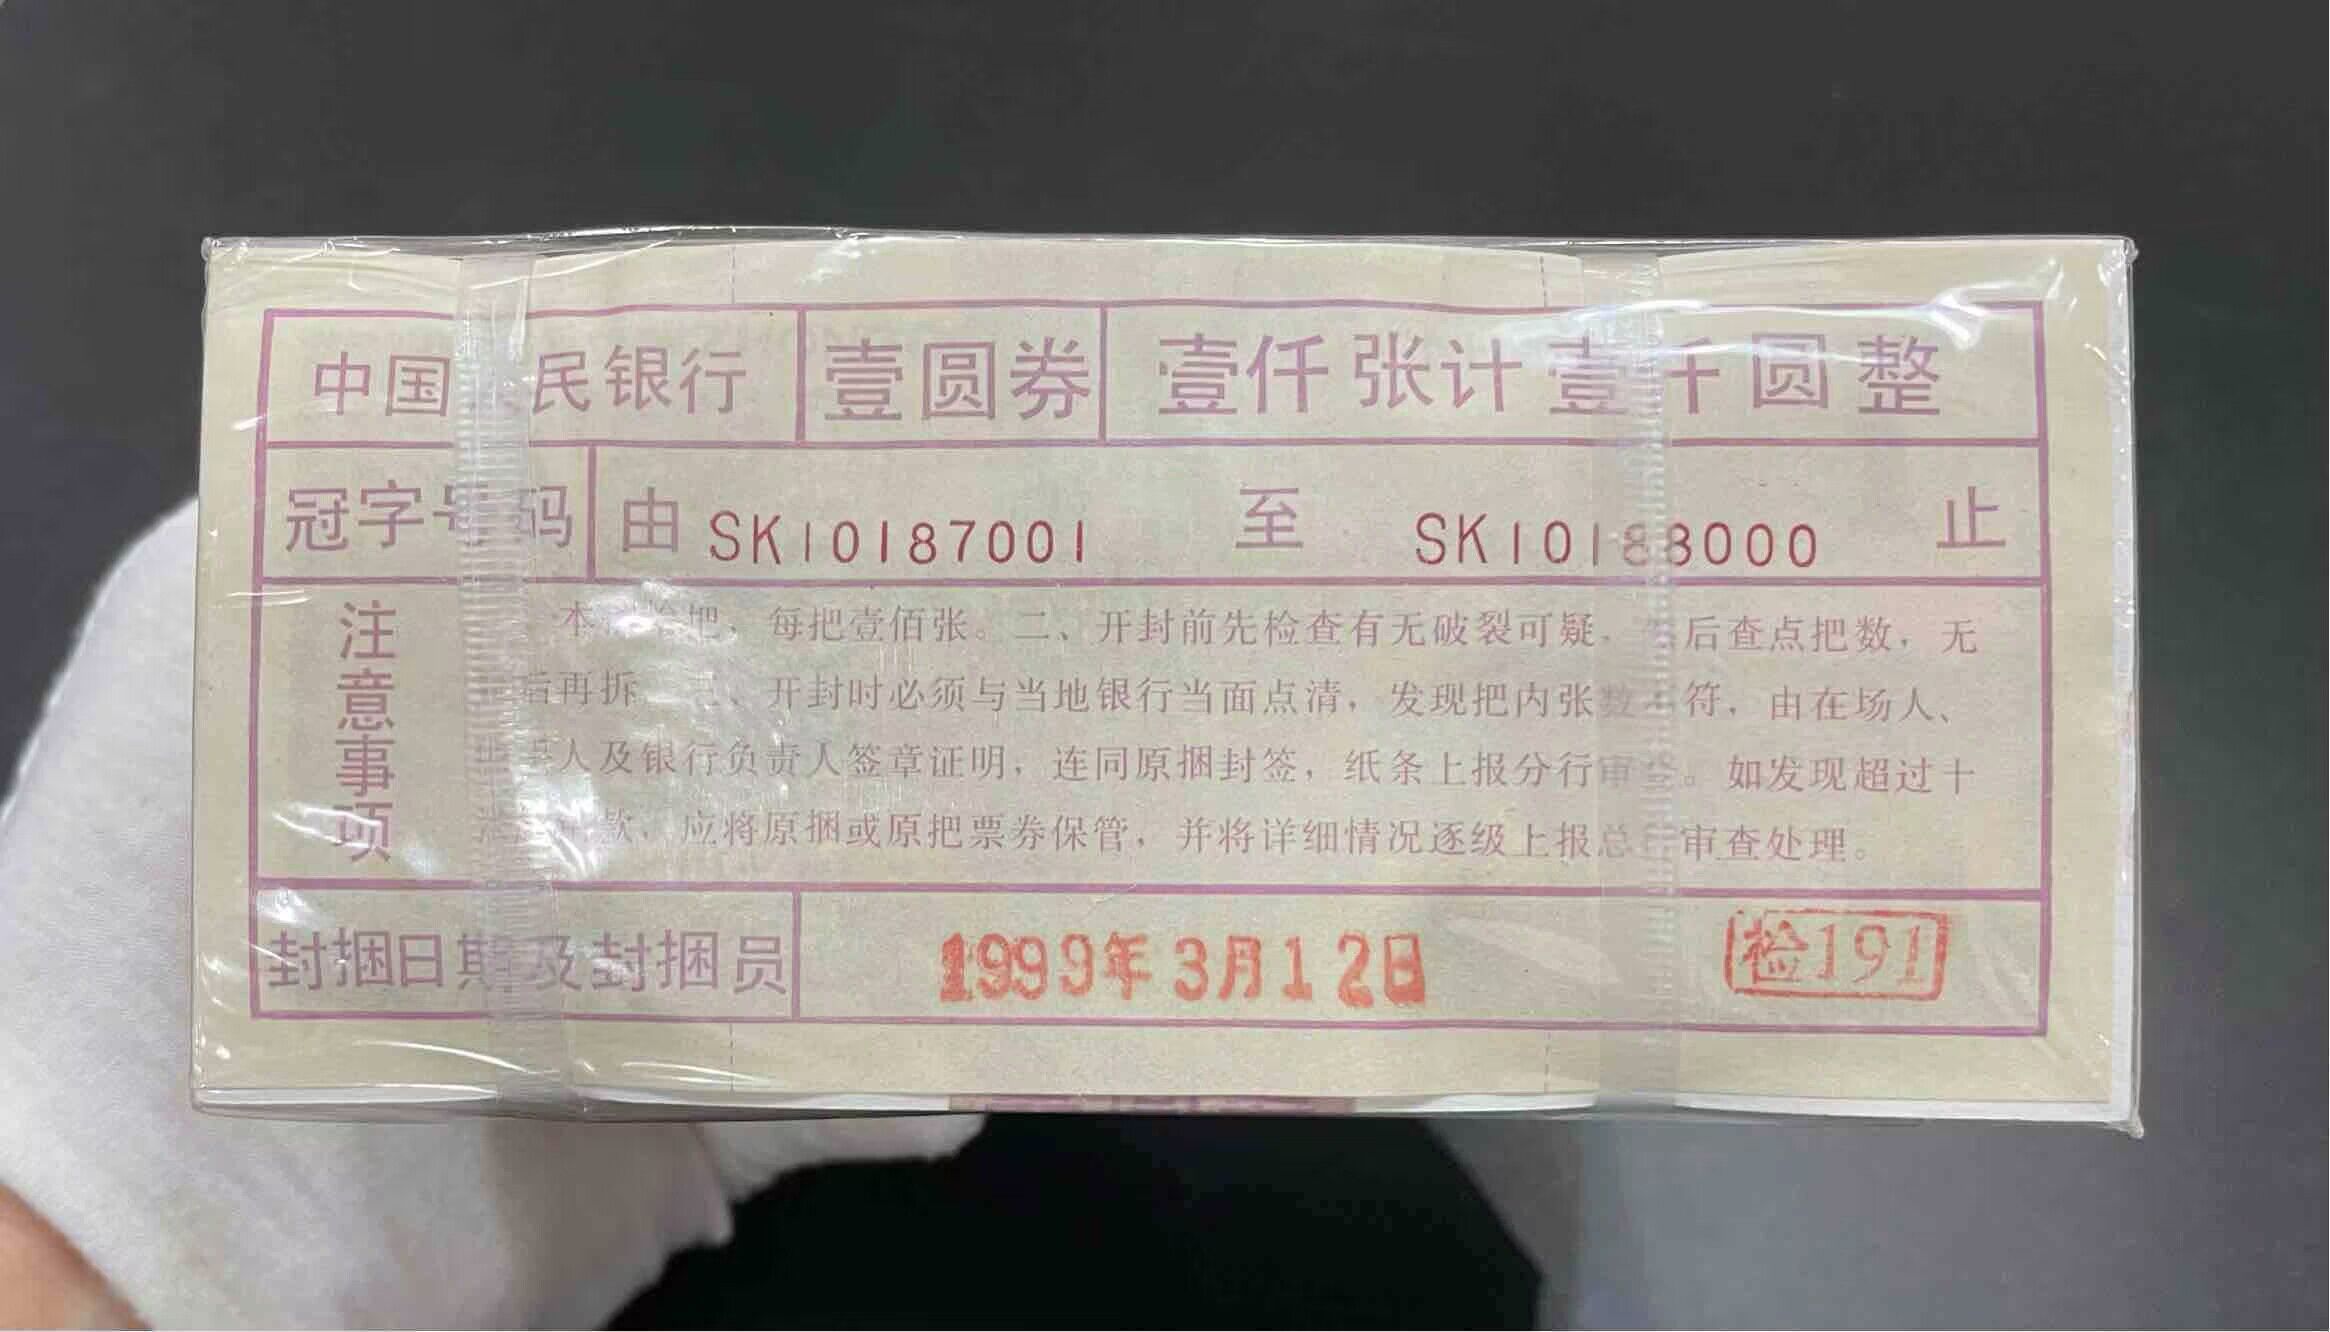 中国民银行 壹圆券 壹仟张计壹千圆整
冠字号码 由 SK10187001 至 SK10188000 止
注意事项
本 把，每把壹佰张。二、开封前先检查有无破裂可疑， 后查点把数，无
再拆 、开封时必须与当地银行当面点清，发现把内张数 符，由在场人、
人及银行负责人签章证明，连同原捆封签，纸条上报分行审 。如发现超过十
款，应将原捆或原把票券保管，并将详细情况逐级上报总 审查处理。
封捆日期及封捆员 1999年3月12日 检191